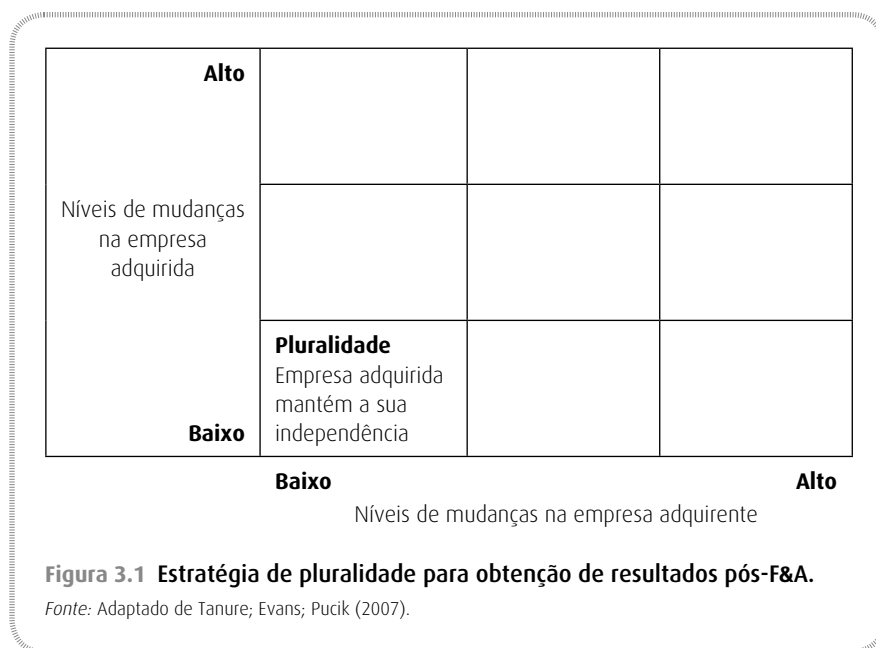 Alto
Níveis de mudanças
na empresa
adquirida
Pluralidade
Empresa adquirida
mantém a sua
independência
Baixo
Baixo
Alto
Níveis de mudanças na empresa adquirente
Figura 3.1 Estratégia de pluralidade para obtenção de resultados pós-F&A.
Fonte: Adaptado de Tanure; Evans; Pucik (2007).